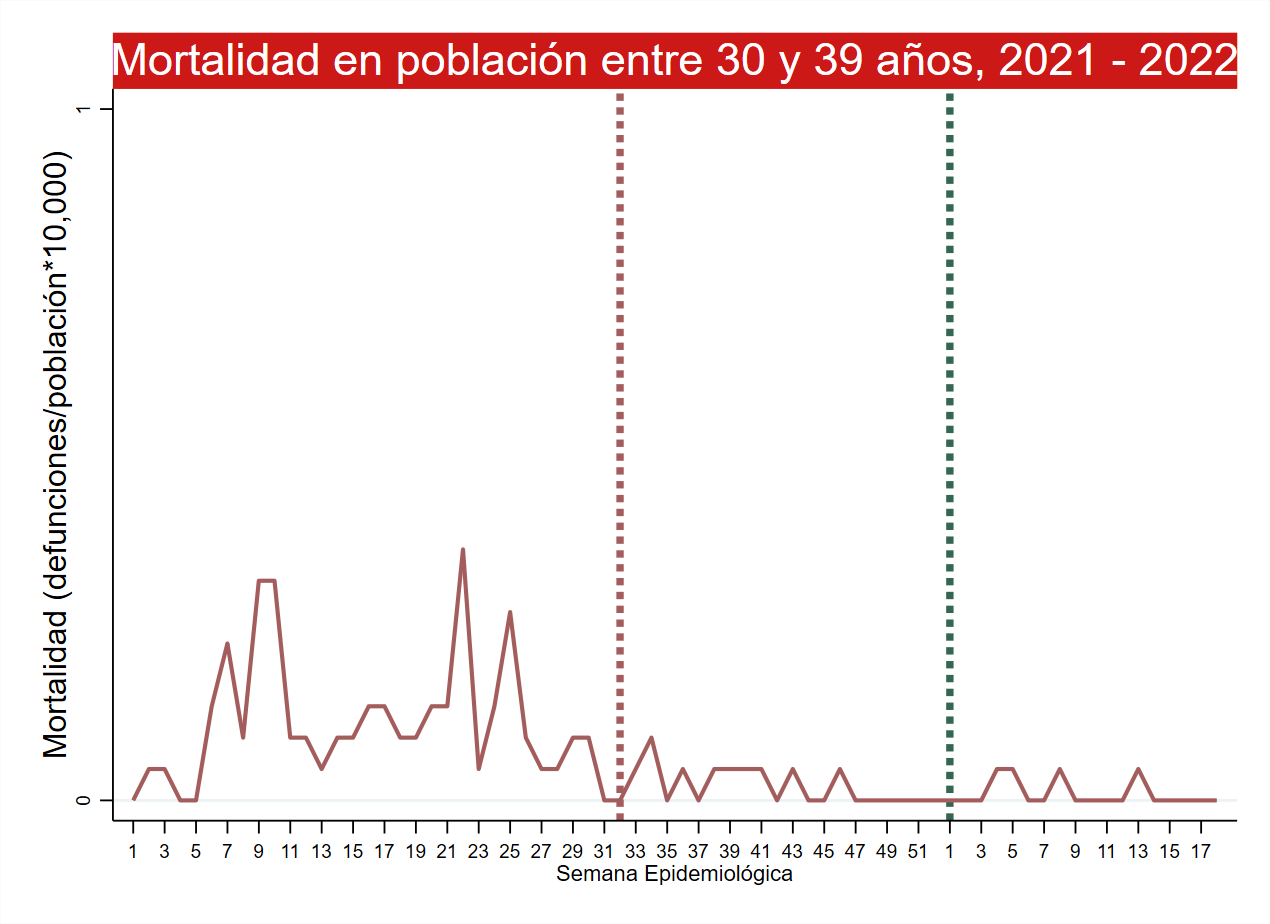 Mortalidad en población entre 30 y 39 años, 2021 - 2022
Mortalidad (defunciones/población*10,000)
1
0
1 3 5 7 9 11 13 15 17 19 21 23 25 27 29 31 33 35 37 39 41 43 45 47 49 51 1 3 5 7 9 11 13 15 17
Semana Epidemiológica